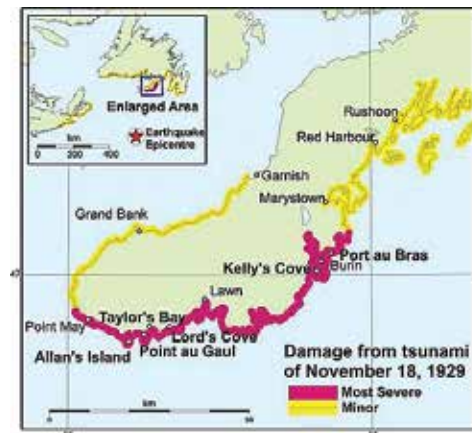 Enlarged Area
Earthquake
Epicentre
km
0 200 400
Rushoon
Red Harbour
Garnish
Marystown
Grand Bank
Port au Bras
Kelly's Cove
Burin
Lawn
Taylor's Bay
Point May
Lord's Cove
Allan's Island
Point au Gaul
Damage from tsunami
of November 18, 1929
Most Severe
Minor
km
0